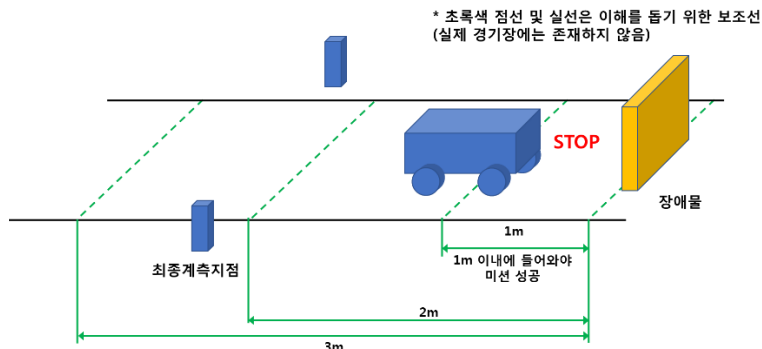 * 초록색 점선 및 실선은 이해를 돕기 위한 보조선
(실제 경기장에는 존재하지 않음)
STOP
장애물
1m
1m 이내에 들어와야
미션 성공
최종계측지점
2m
3m